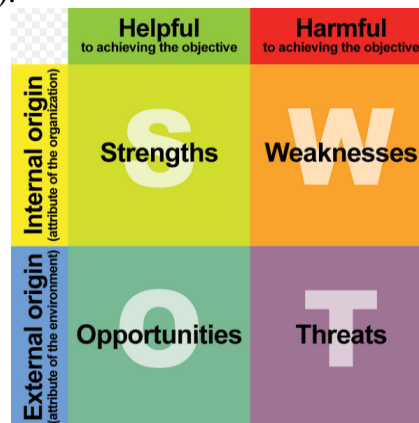 ).
Helpful
to achieving the objective
Harmful
to achieving the objective
Internal origin
(attribute of the organization)
S
Strengths
W
Weaknesses
External origin
(attribute of the environment)
O
Opportunities
T
Threats